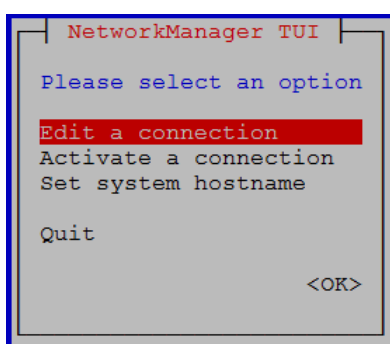 NetworkManager TUI
Please select an option
Edit a connection
Activate a connection
Set system hostname
Quit
<OK>